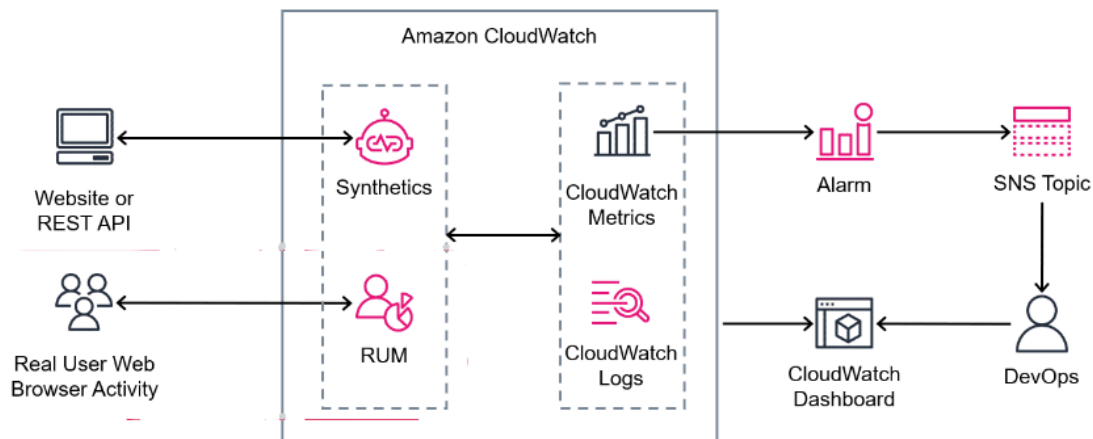 Amazon CloudWatch
Website or
REST API
Synthetics
CloudWatch
Metrics
Alarm
SNS Topic
Real User Web
Browser Activity
RUM
CloudWatch
Logs
CloudWatch
Dashboard
DevOps